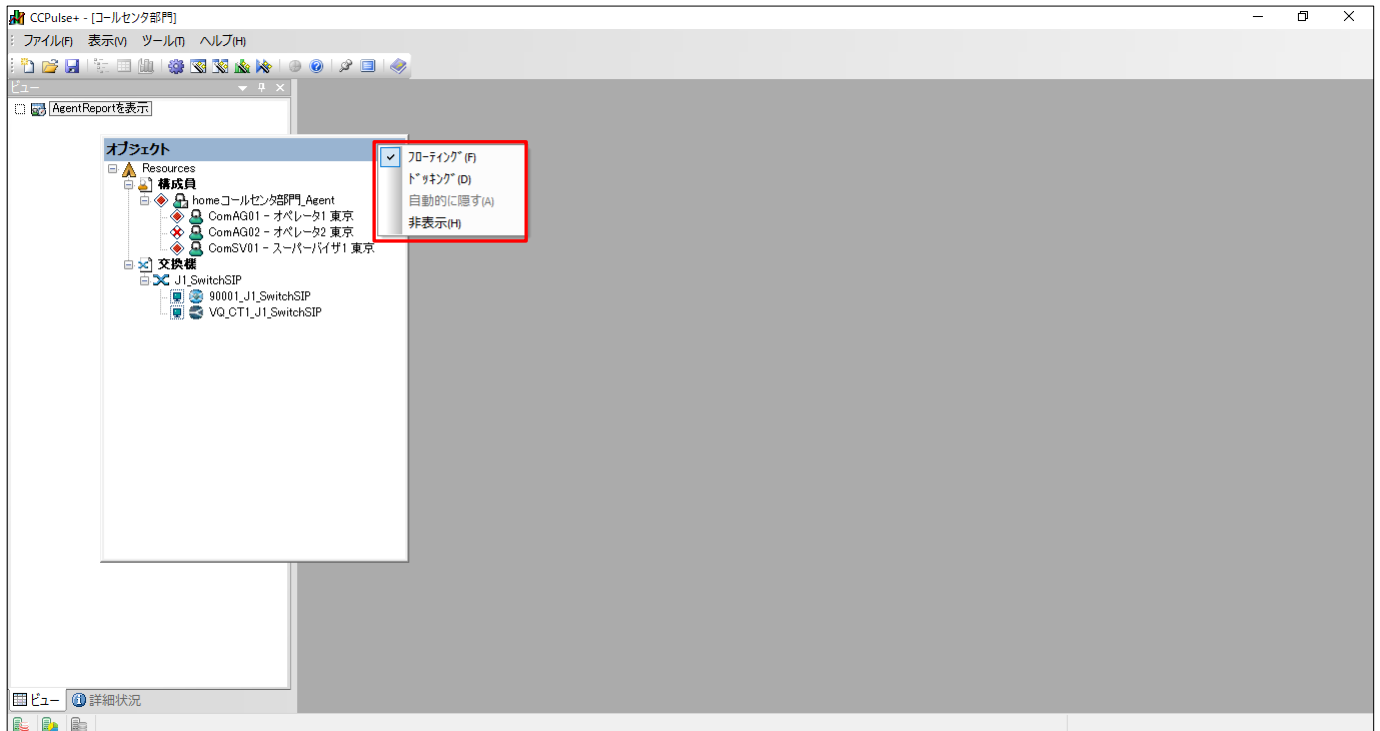 CCPulse+ - [コールセンタ部門]
ファイル(F) 表示(V) ツール(T) ヘルプ(H)
ビュー
AgentReportを表示
オブジェクト
Resources
構成員
homeコールセンタ部門_Agent
ComAG01 - オペレータ1 東京
ComAG02 - オペレータ2 東京
ComSV01 - スーパーバイザ1 東京
交換機
J1_SwitchSIP
90001_J1_SwitchSIP
VQ_CT1_J1_SwitchSIP
フローティング(F)
ドッキング(D)
自動的に隠す(A)
非表示(H)
ビュー 詳細状況